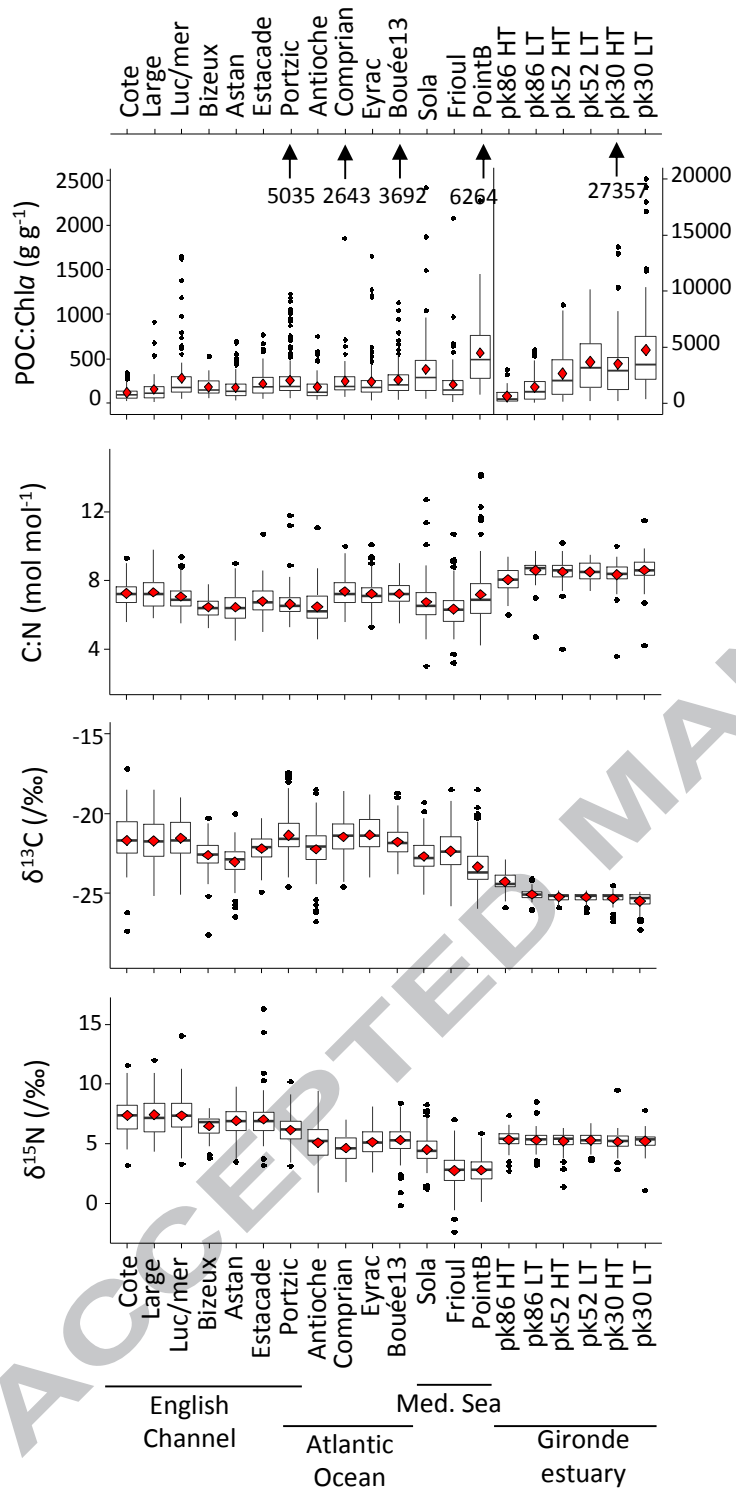 Cote
Large
Luc/mer
Bizeux
Astan
Estacade
Portzic
Antioche
Comprian
Eyrac
Bouée13
Sola
Frioul
PointB
pk86 HT
pk86 LT
pk52 HT
pk52 LT
pk30 HT
pk30 LT
POC:Chla (g g⁻¹)
2500
2000
1500
1000
500
0
5035
2643
3692
6264
27357
20000
15000
10000
5000
0
C:N (mol mol⁻¹)
12
8
4
δ¹³C (/‰)
-15
-20
-25
δ¹⁵N (/‰)
15
10
5
0
Cote
Large
Luc/mer
Bizeux
Astan
Estacade
Portzic
Antioche
Comprian
Eyrac
Bouée13
Sola
Frioul
PointB
pk86 HT
pk86 LT
pk52 HT
pk52 LT
pk30 HT
pk30 LT
English
Channel
Atlantic
Ocean
Med. Sea
Gironde
estuary
ACCEPTED MAN